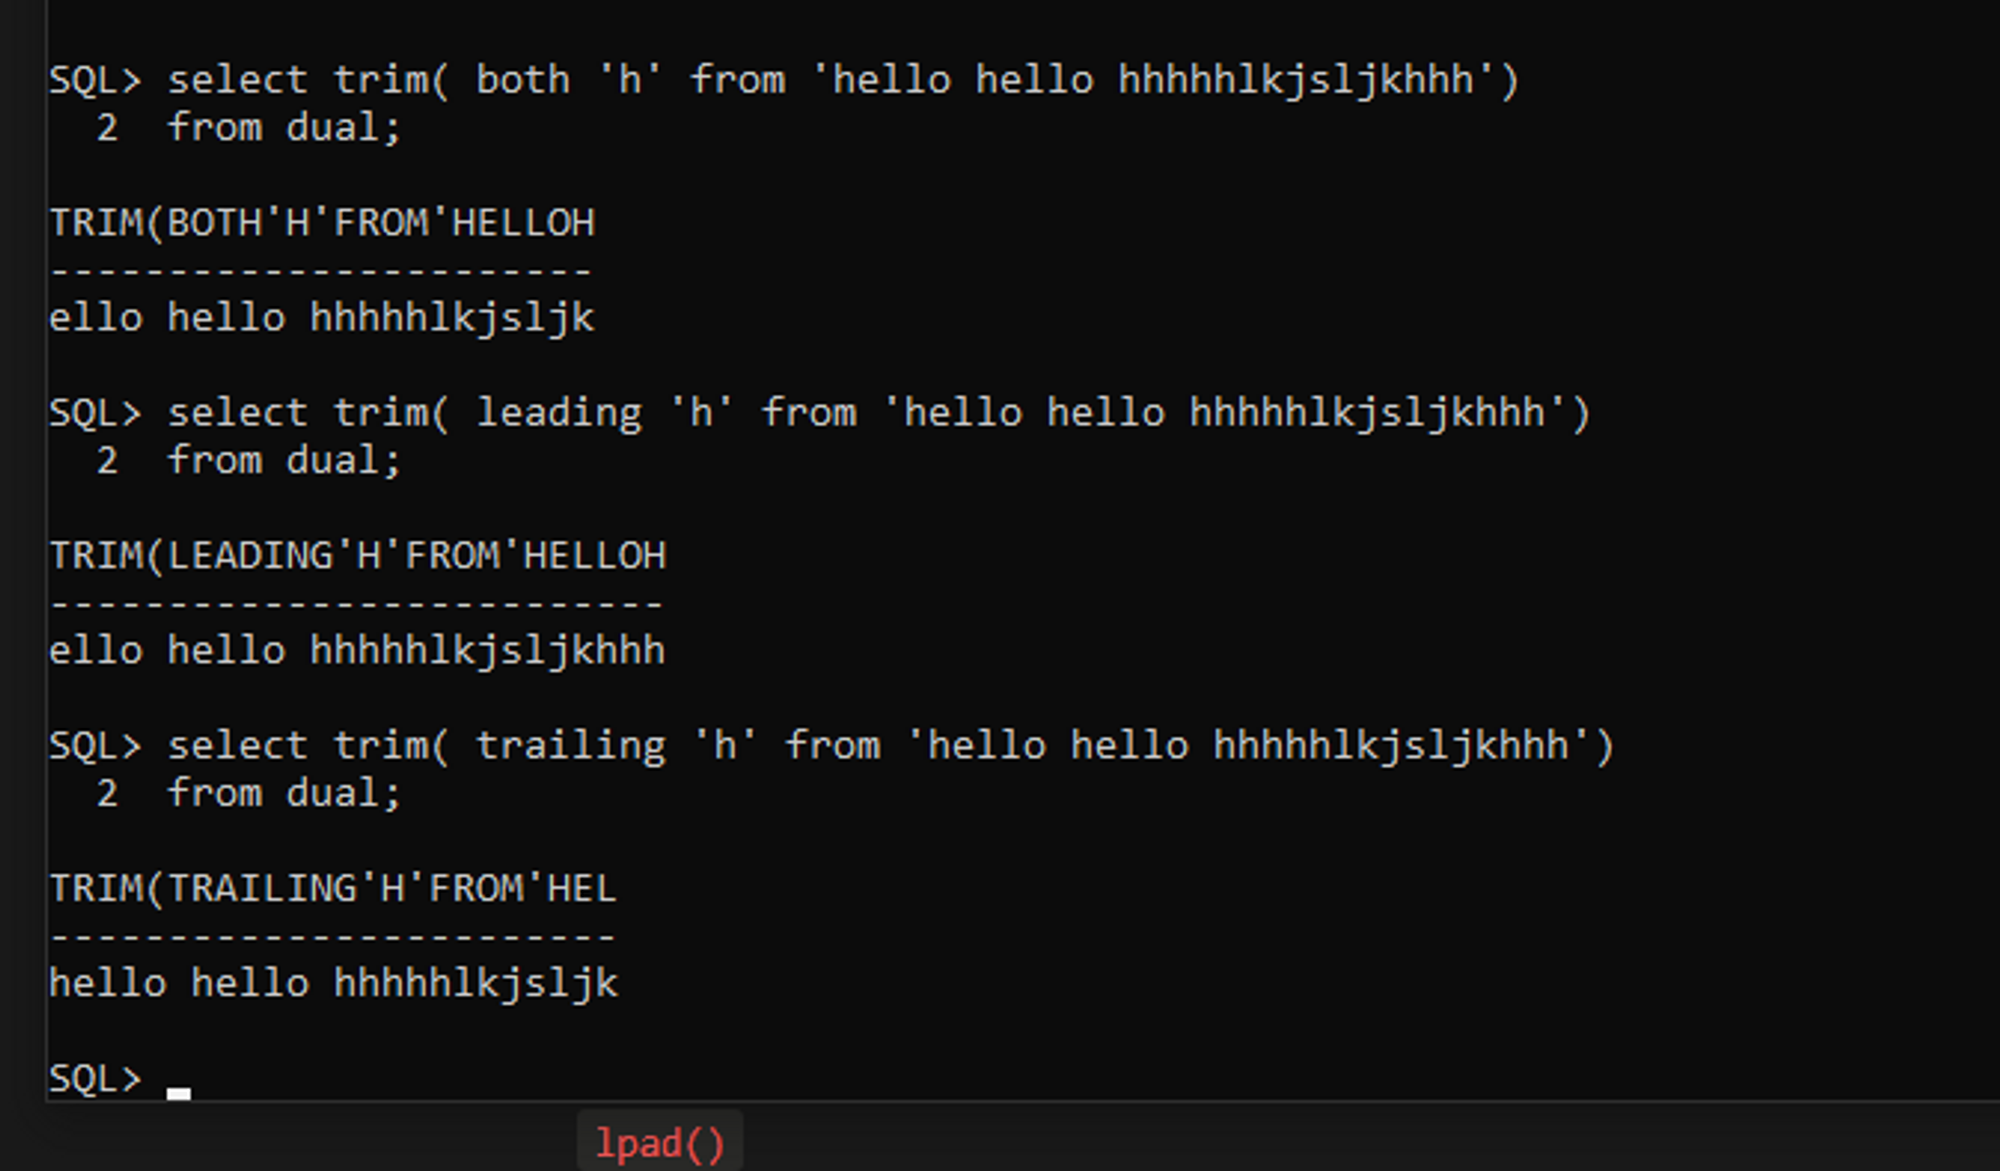 SQL> select trim( both 'h' from 'hello hello hhhhhlkjsljkhhh')
  2  from dual;
TRIM(BOTH'H'FROM'HELLOH
-----------------------
ello hello hhhhhlkjsljk
SQL> select trim( leading 'h' from 'hello hello hhhhhlkjsljkhhh')
  2  from dual;
TRIM(LEADING'H'FROM'HELLOH
--------------------------
ello hello hhhhhlkjsljkhhh
SQL> select trim( trailing 'h' from 'hello hello hhhhhlkjsljkhhh')
  2  from dual;
TRIM(TRAILING'H'FROM'HEL
------------------------
hello hello hhhhhlkjsljk
SQL>
lpad()